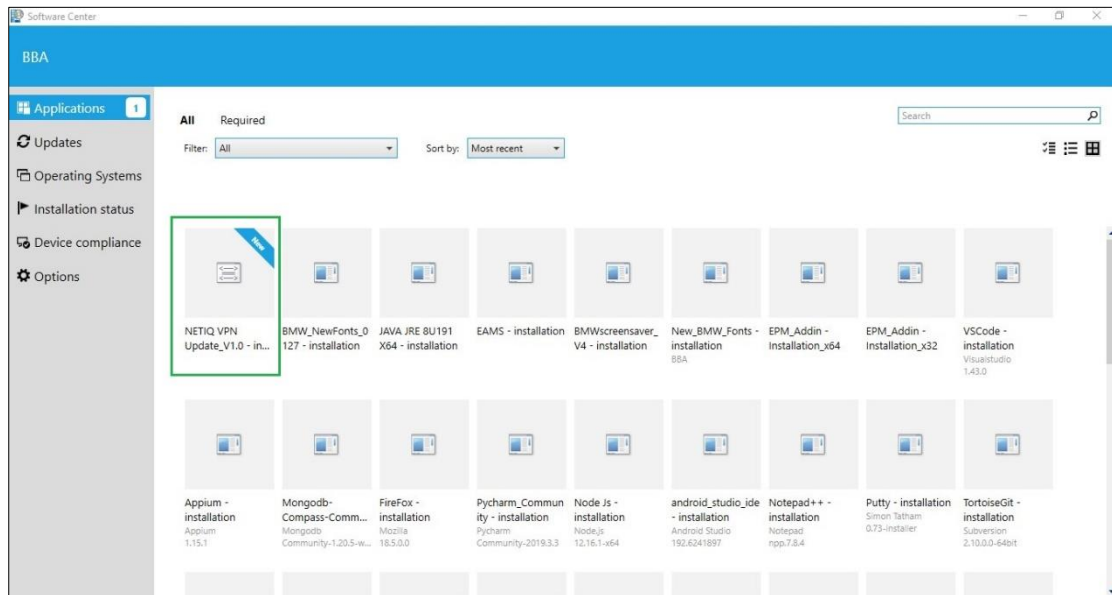 Software Center
BBA
Applications 1
Updates
Operating Systems
Installation status
Device compliance
Options
All Required
Search
Filter: All Sort by: Most recent
New
NETIQ VPN
Update_V1.0 - in...
BMW_NewFonts_0
127 - installation
JAVA JRE 8U191
X64 - installation
EAMS - installation
BMWscreensaver_
V4 - installation
New_BMW_Fonts -
installation
BBA
EPM_Addin -
Installation_x64
EPM_Addin -
Installation_x32
VSCode -
installation
Visualstudio
1.43.0
Appium -
installation
Appium
1.15.1
Mongodb-
Compass-Comm...
Mongodb
Community-1.20.5-w...
FireFox -
installation
Mozilla
18.5.0.0
Pycharm_Commun
ity - installation
Pycharm
Community-2019.3.3
Node Js -
installation
Node.js
12.16.1-x64
android_studio_ide
- installation
Android Studio
192.6241897
Notepad++ -
installation
Notepad
npp.7.8.4
Putty - installation
Simon Tatham
0.73-installer
TortoiseGit -
installation
Subversion
2.10.0.0-64bit